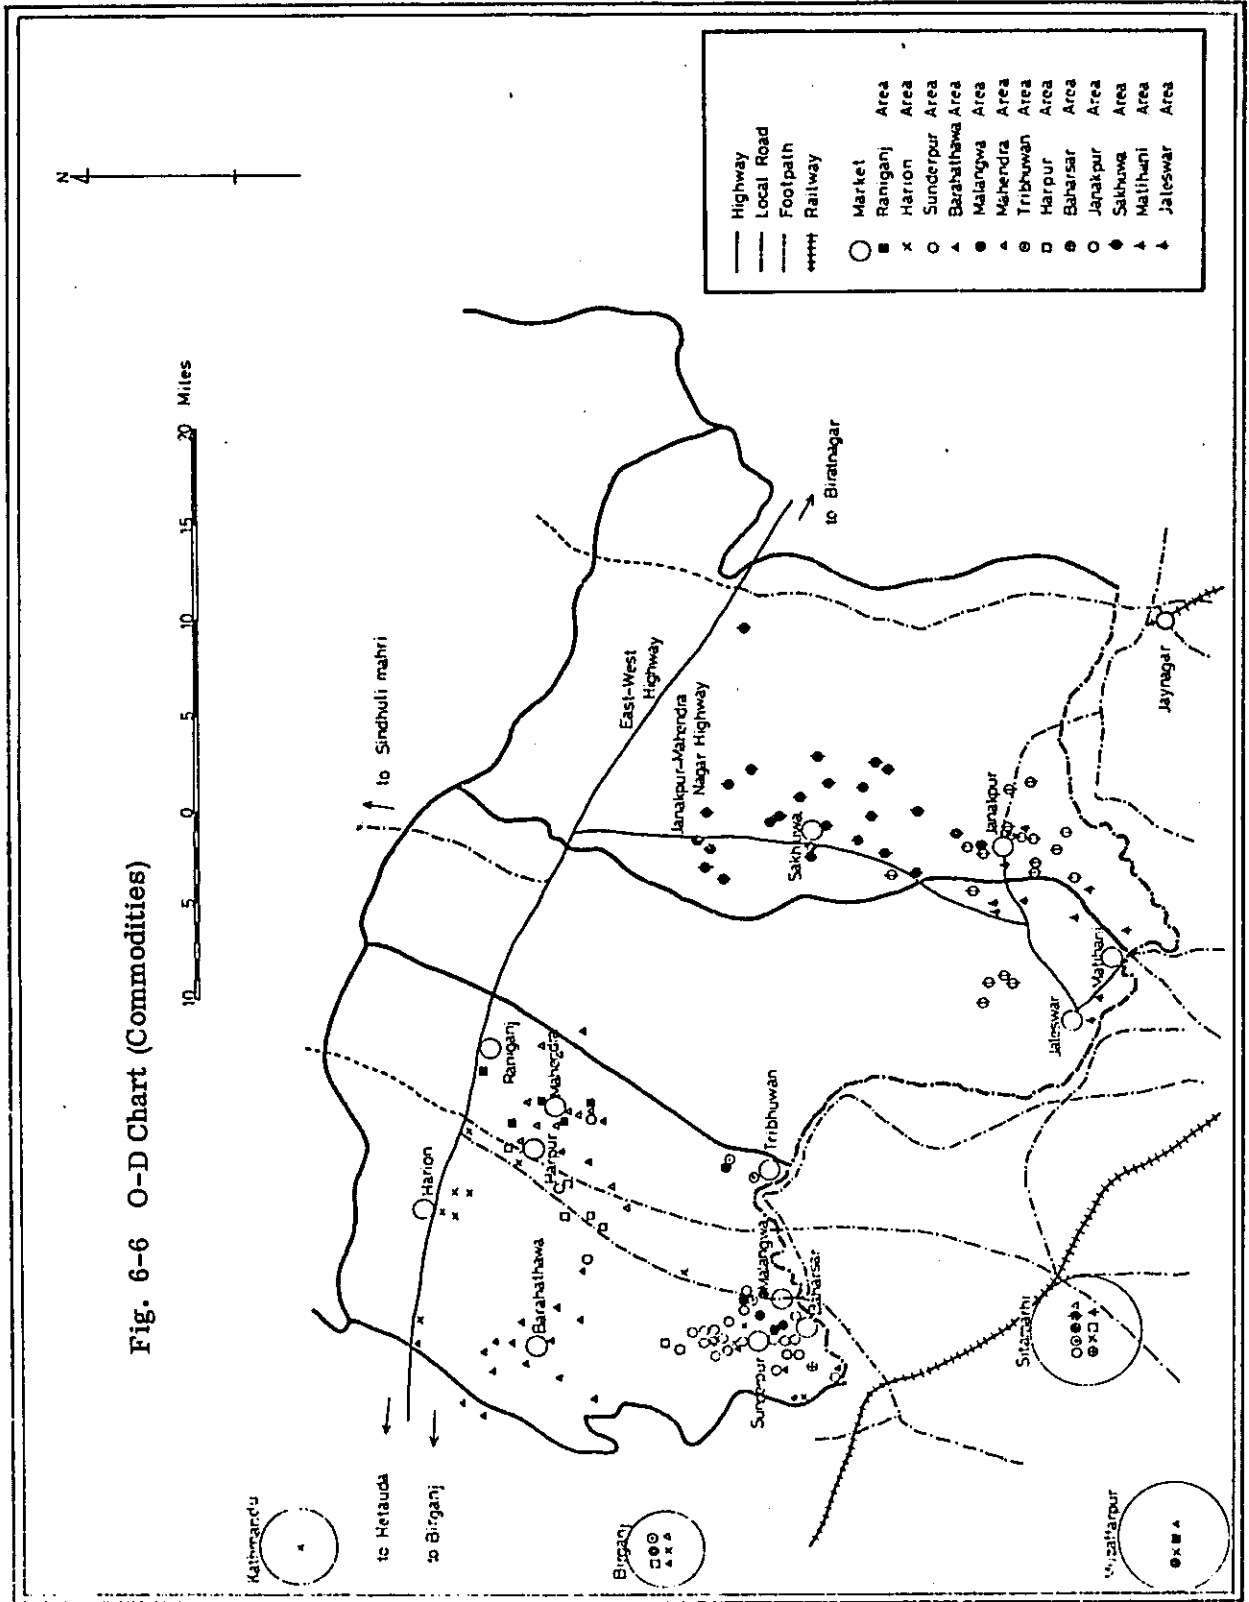 Fig. 6-6 O-D Chart (Commodities)
10 5 0 5 10 15 20 Miles
N
Kathmandu
to Hetauda
to Birganj
to Sindhuli mahri
Harion
Raniganj
East-West
Highway
Barahathawa
Harpur
Mahendra
Janakpur-Mahendra
Nagar Highway
to Biratnagar
Birganj
Sunderpur
Malangwa
Baharsar
Tribhuwan
Sakhuwa
Janakpur
Jaleswar
Matihani
Jaynagar
Sitamarhi
Muzaffarpur
Highway
Local Road
Footpath
Railway
Market
Raniganj Area
Harion Area
Sunderpur Area
Barahathawa Area
Malangwa Area
Mahendra Area
Tribhuwan Area
Harpur Area
Baharsar Area
Janakpur Area
Sakhuwa Area
Matihani Area
Jaleswar Area